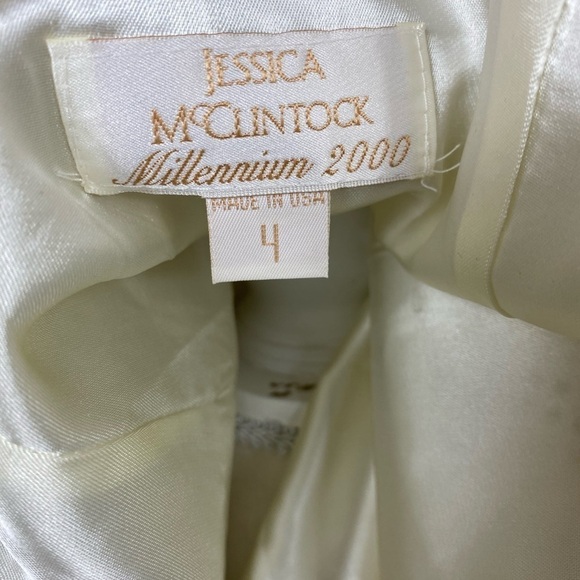 JESSICA
McCLINTOCK
Millennium 2000
MADE IN USA
4